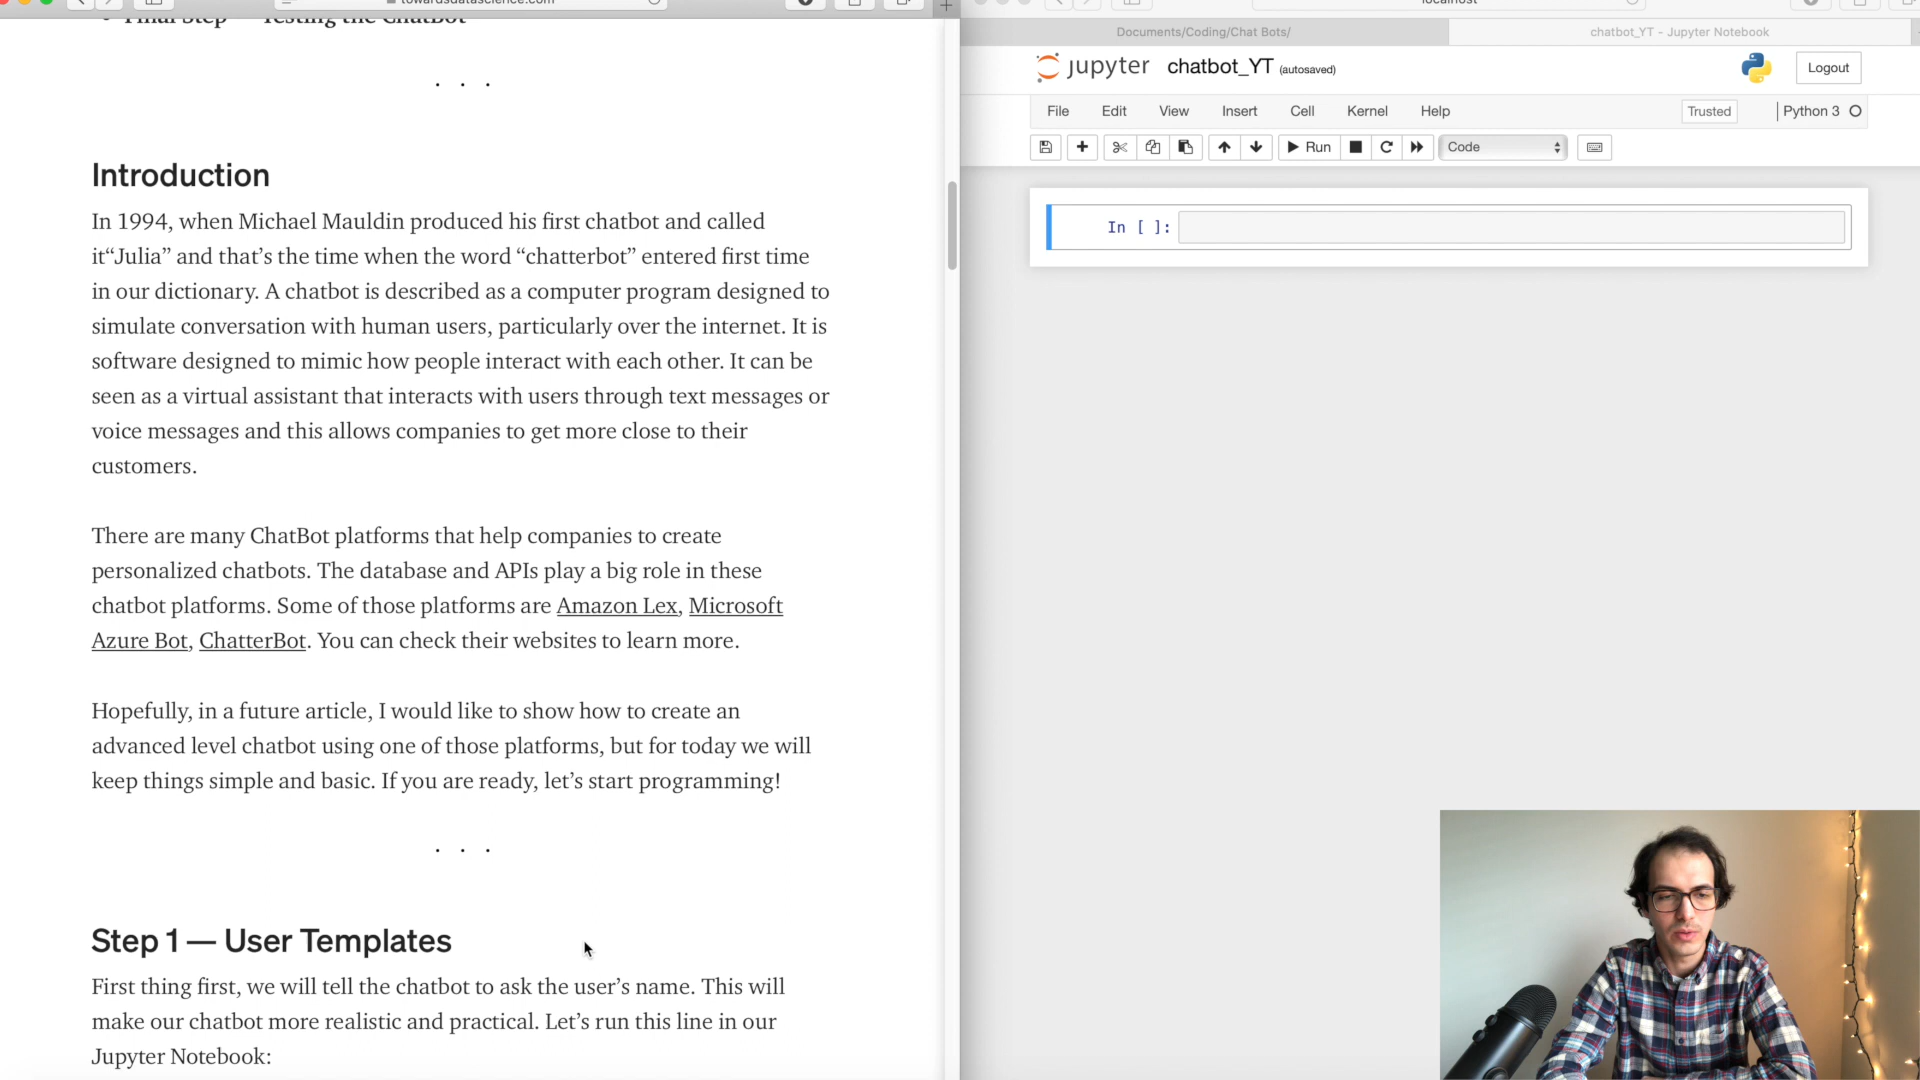 towardsdatascience.com
localhost
Final Step — Testing the ChatBot
. . .
Introduction
In 1994, when Michael Mauldin produced his first chatbot and called
it“Julia” and that’s the time when the word “chatterbot” entered first time
in our dictionary. A chatbot is described as a computer program designed to
simulate conversation with human users, particularly over the internet. It is
software designed to mimic how people interact with each other. It can be
seen as a virtual assistant that interacts with users through text messages or
voice messages and this allows companies to get more close to their
customers.
There are many ChatBot platforms that help companies to create
personalized chatbots. The database and APIs play a big role in these
chatbot platforms. Some of those platforms are Amazon Lex, Microsoft
Azure Bot, ChatterBot. You can check their websites to learn more.
Hopefully, in a future article, I would like to show how to create an
advanced level chatbot using one of those platforms, but for today we will
keep things simple and basic. If you are ready, let’s start programming!
. . .
Step 1 — User Templates
First thing first, we will tell the chatbot to ask the user’s name. This will
make our chatbot more realistic and practical. Let’s run this line in our
Jupyter Notebook:
Documents/Coding/Chat Bots/
chatbot_YT - Jupyter Notebook
jupyter chatbot_YT (autosaved)
Logout
File Edit View Insert Cell Kernel Help
Trusted
Python 3
Run
Code
In [ ]: